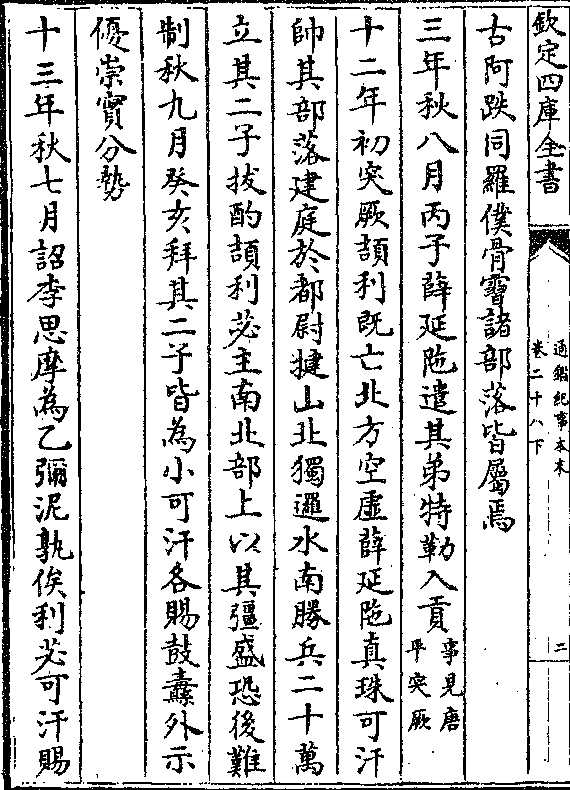 欽定四庫全書
通鑑紀事本末
卷二十八下
二
古阿跌同羅僕骨霫諸部落皆屬焉
三年秋八月丙子薛延陁遣其弟特勒入貢事見唐平突厥
十二年初突厥頡利既亡北方空虛薛延陁真珠可汗
帥其部落建庭於都尉揵山北獨邏水南勝兵二十萬
立其二子拔酌頡利苾主南北部上以其彊盛恐後難
制秋九月癸亥拜其二子皆為小可汗各賜鼓纛外示
優崇實分勢
十三年秋七月詔李思摩為乙彌泥孰俟利苾可汗賜